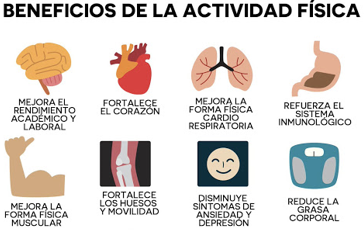 BENEFICIOS DE LA ACTIVIDAD FÍSICA
MEJORA EL
RENDIMIENTO
ACADÉMICO Y
LABORAL
FORTALECE
EL CORAZÓN
MEJORA LA
FORMA FÍSICA
CARDIO
RESPIRATORIA
REFUERZA EL
SISTEMA
INMUNOLÓGICO
MEJORA LA
FORMA FÍSICA
MUSCULAR
FORTALECE
LOS HUESOS
Y MOVILIDAD
DISMINUYE
SÍNTOMAS DE
ANSIEDAD Y
DEPRESIÓN
REDUCE LA
GRASA
CORPORAL